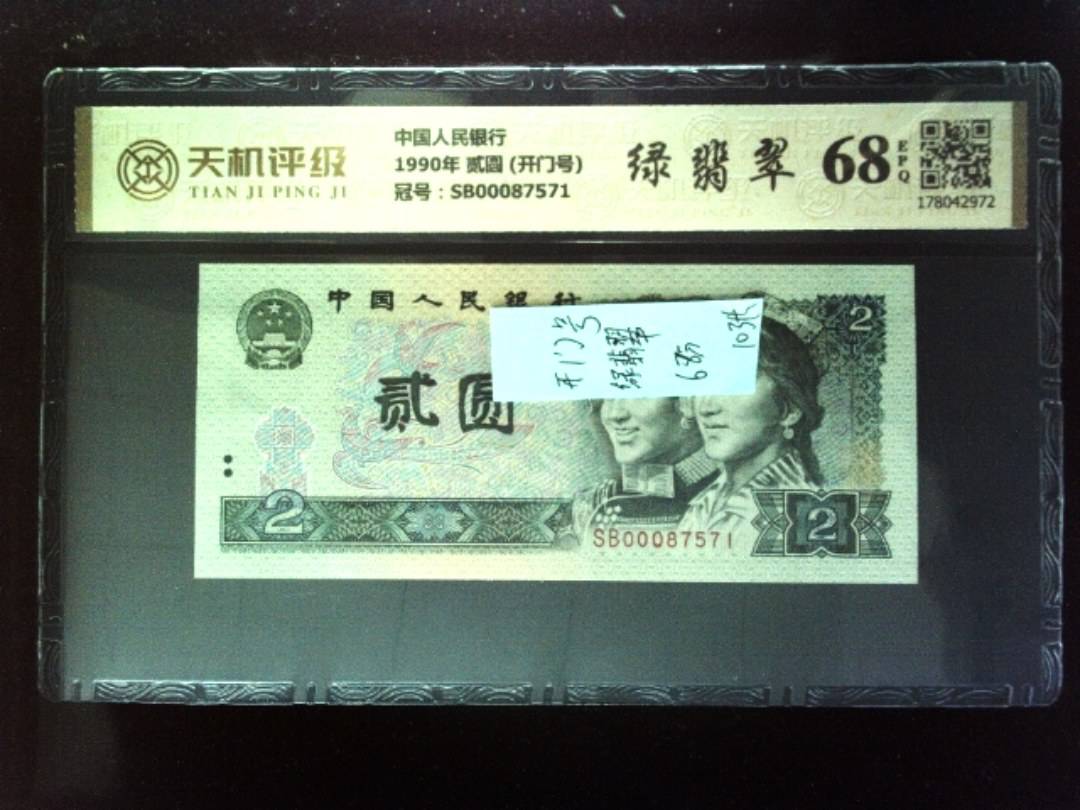 天机评级
TIAN JI PING JI
中国人民银行
1990年 贰圆 (开门号)
冠号：SB00087571
绿翡翠
68
EPQ
178042972
中国人民銀行
贰圆
2
2
2
SB00087571
开门号
绿翡翠
68分
10张